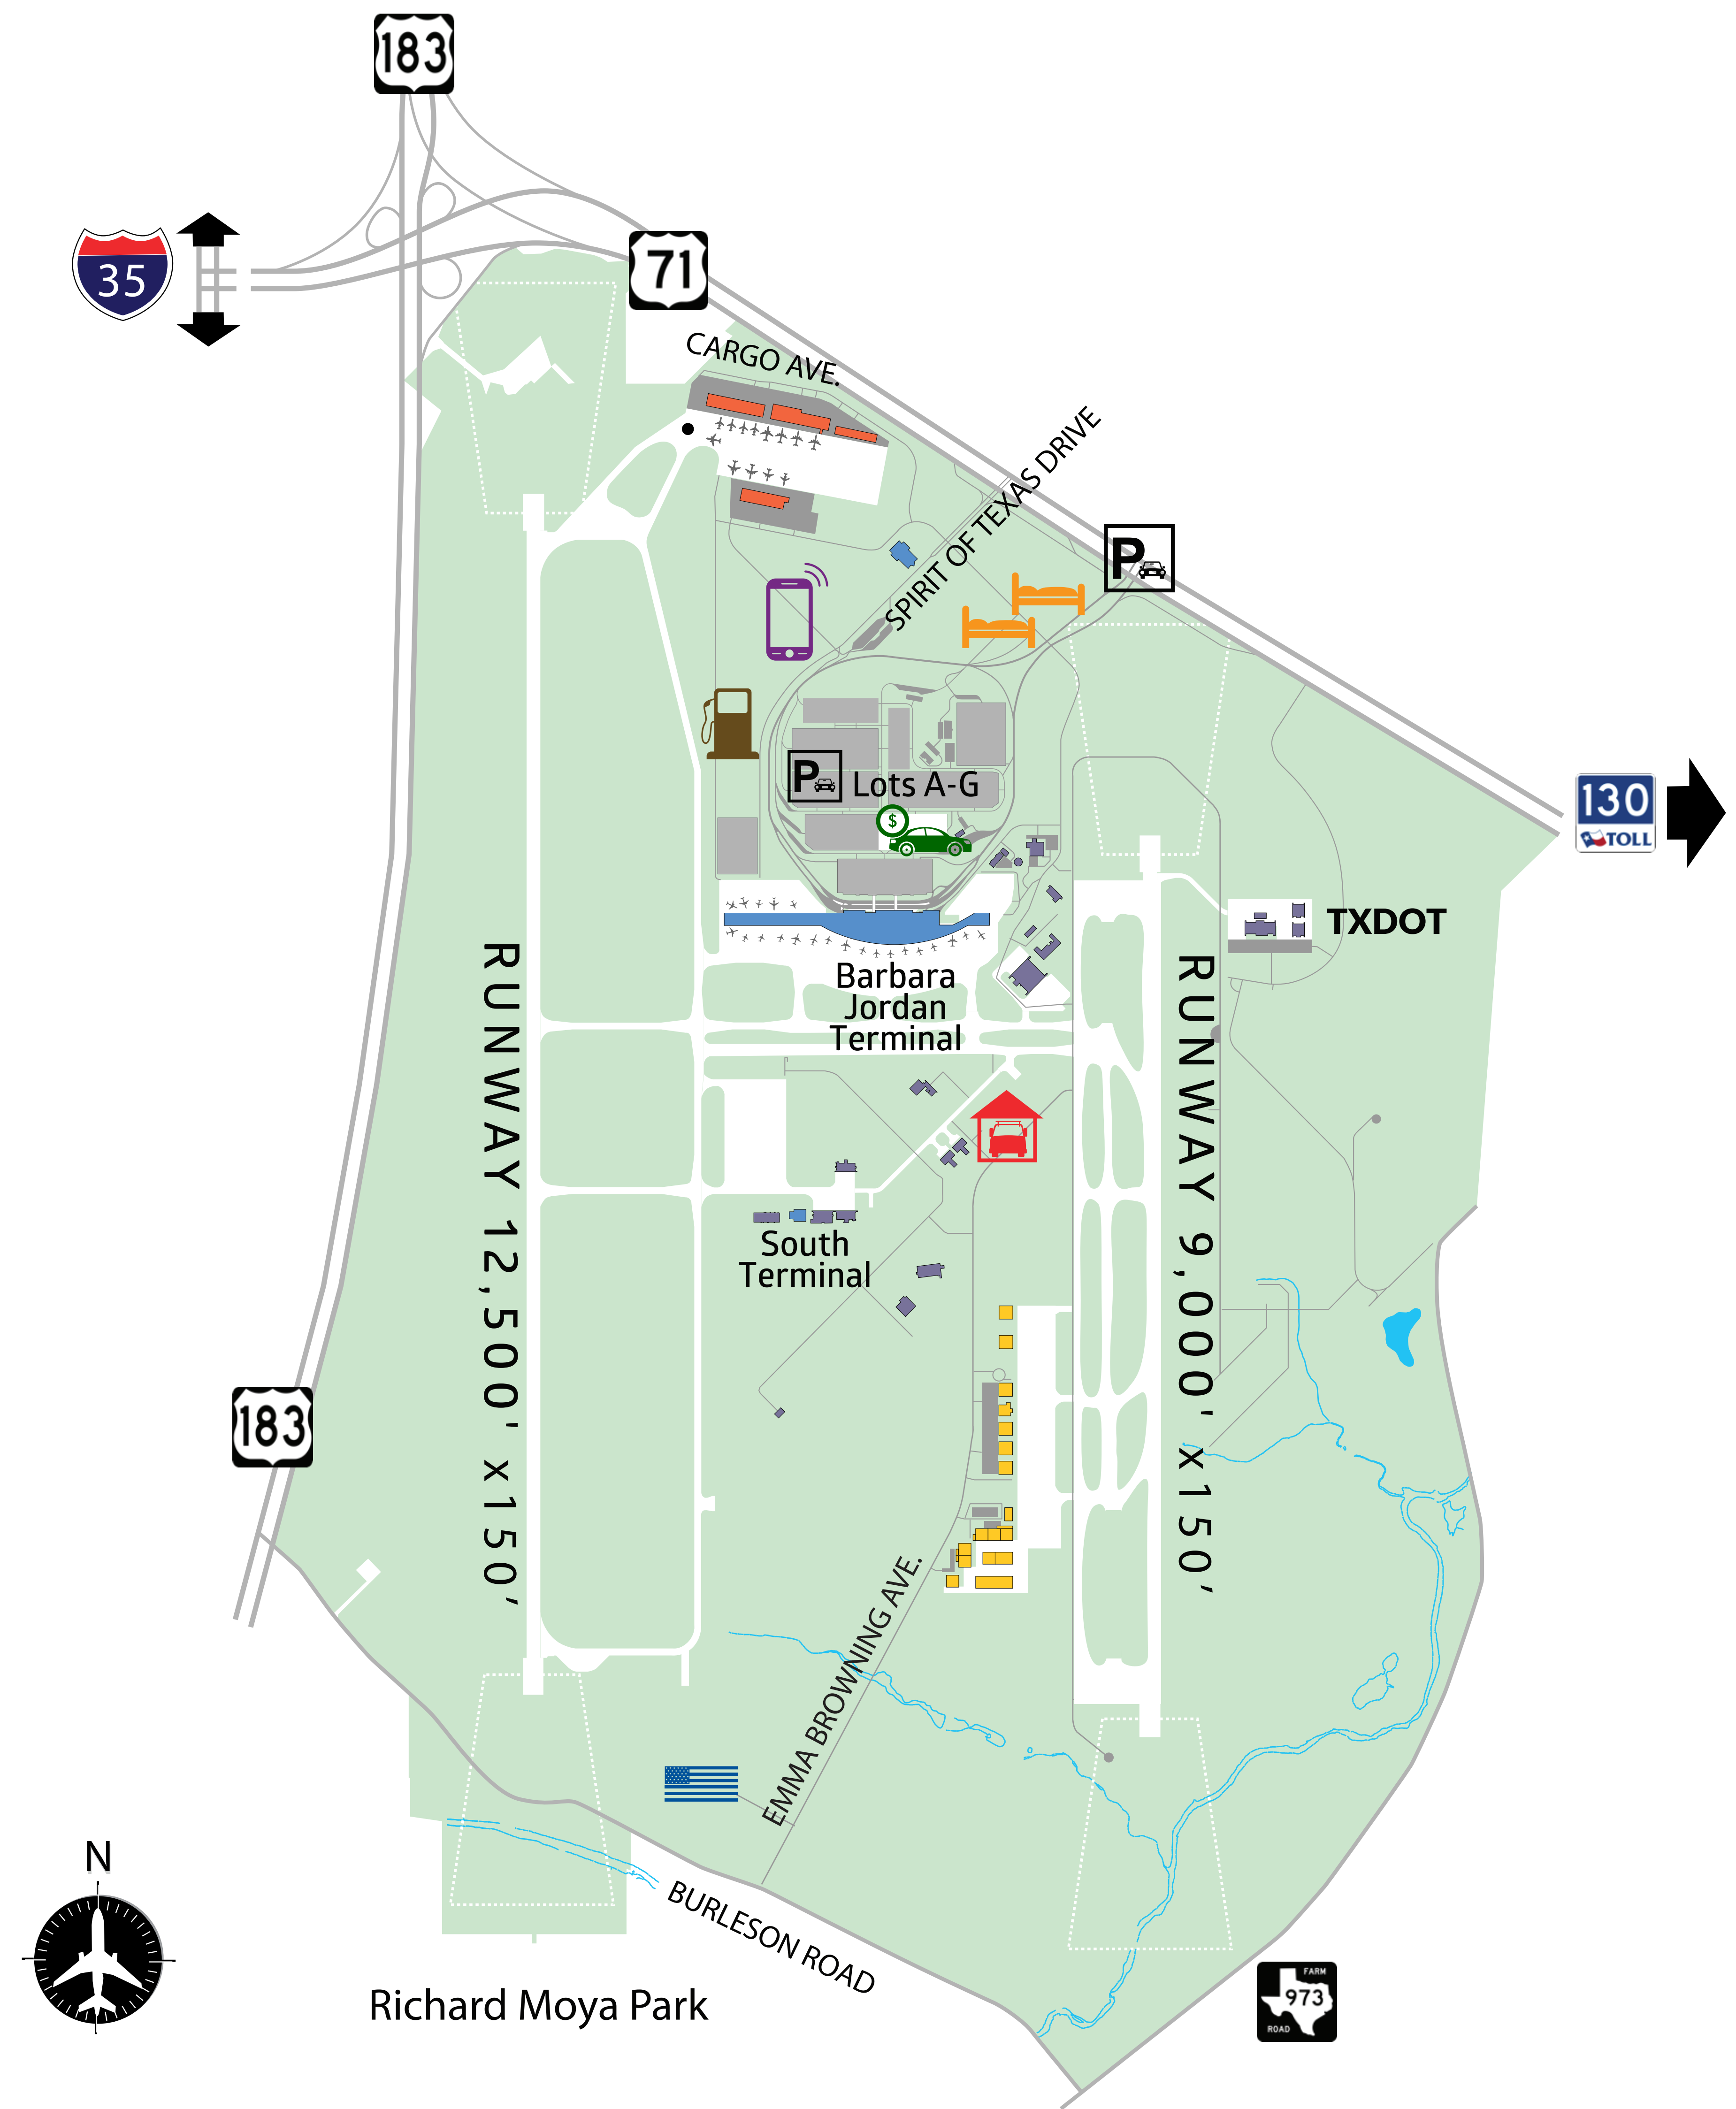 183
35
71
CARGO AVE.
SPIRIT OF TEXAS DRIVE
P
P
Lots A-G
$
130
TOLL
TXDOT
Barbara
Jordan
Terminal
RUNWAY 12,500' x150’
RUNWAY 9,000' x150’
South
Terminal
183
EMMA BROWNING AVE.
BURLESON ROAD
N
Richard Moya Park
FARM
973
ROAD